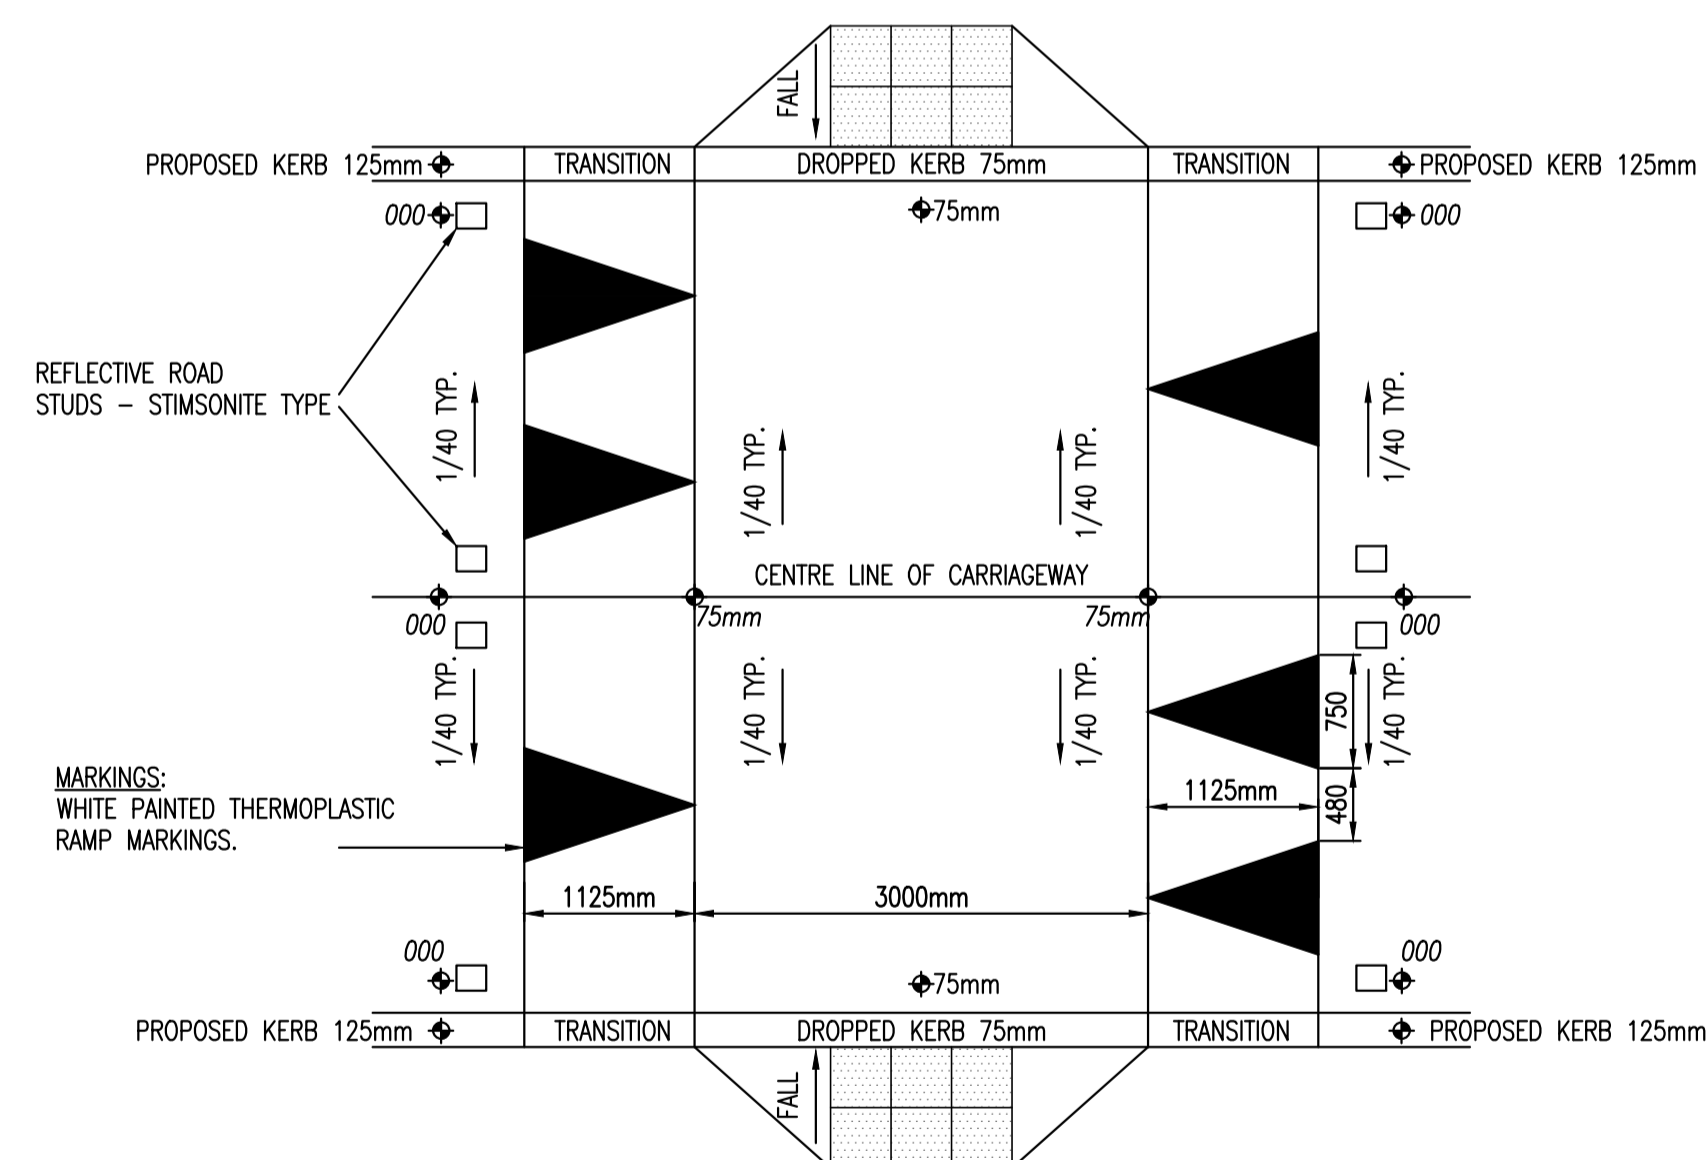 FALL
PROPOSED KERB 125mm
TRANSITION
DROPPED KERB 75mm
TRANSITION
PROPOSED KERB 125mm
000
75mm
000
REFLECTIVE ROAD
STUDS - STIMSONITE TYPE
1/40 TYP.
1/40 TYP.
1/40 TYP.
1/40 TYP.
CENTRE LINE OF CARRIAGEWAY
000
75mm
75mm
000
1/40 TYP.
1/40 TYP.
1/40 TYP.
1/40 TYP.
750
480
1125mm
MARKINGS:
WHITE PAINTED THERMOPLASTIC
RAMP MARKINGS.
1125mm
3000mm
000
75mm
000
PROPOSED KERB 125mm
TRANSITION
DROPPED KERB 75mm
TRANSITION
PROPOSED KERB 125mm
FALL